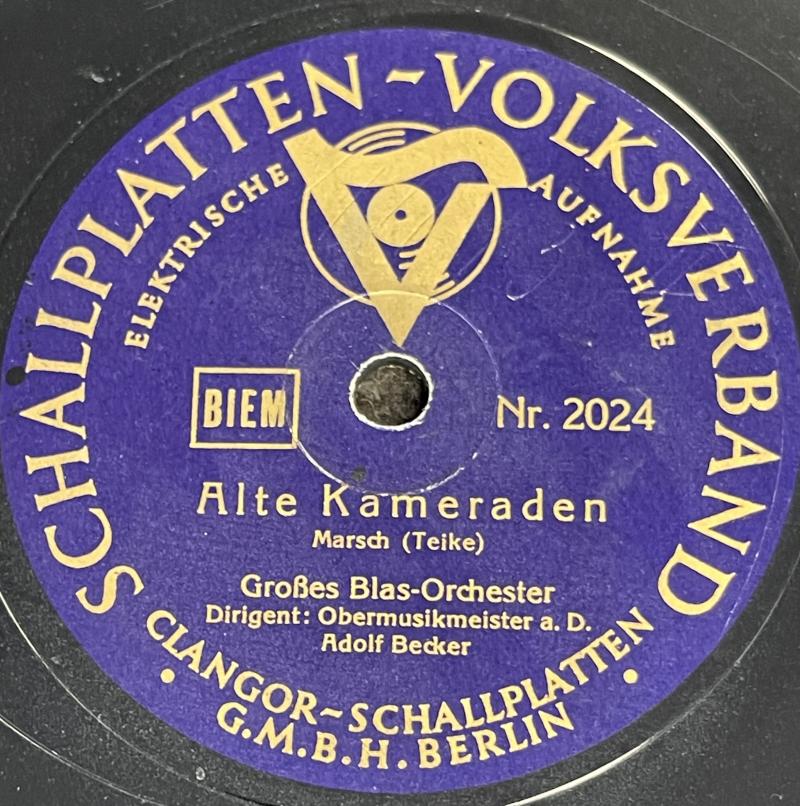 SCHALLPLATTEN-VOLKSVERBAND
ELEKTRISCHE AUFNAHME
BIEM
Nr. 2024
Alte Kameraden
Marsch (Teike)
Großes Blas-Orchester
Dirigent: Obermusikmeister a. D.
Adolf Becker
CLANGOR-SCHALLPLATTEN
G.M.B.H. BERLIN